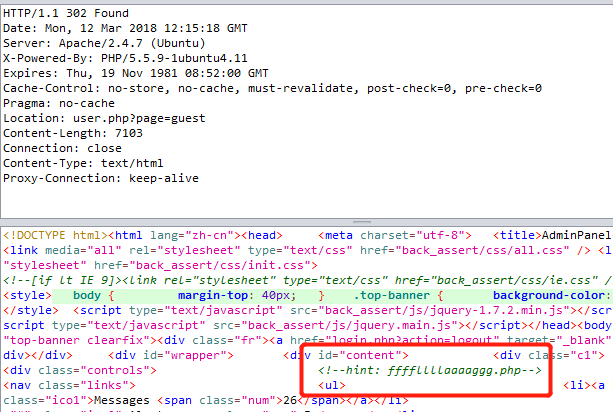 HTTP/1.1 302 Found
Date: Mon, 12 Mar 2018 12:15:18 GMT
Server: Apache/2.4.7 (Ubuntu)
X-Powered-By: PHP/5.5.9-1ubuntu4.11
Expires: Thu, 19 Nov 1981 08:52:00 GMT
Cache-Control: no-store, no-cache, must-revalidate, post-check=0, pre-check=0
Pragma: no-cache
Location: user.php?page=guest
Content-Length: 7103
Connection: close
Content-Type: text/html
Proxy-Connection: keep-alive
<!DOCTYPE html><html lang="zh-cn"><head> <meta charset="utf-8"> <title>AdminPanel
<link media="all" rel="stylesheet" type="text/css" href="back_assert/css/all.css" /> <l
"stylesheet" href="back_assert/css/init.css">
<!--[if lt IE 9]><link rel="stylesheet" type="text/css" href="back_assert/css/ie.css" /
<style> body { margin-top: 40px; } .top-banner { background-color:
</style> <script type="text/javascript" src="back_assert/js/jquery-1.7.2.min.js"></scr
script type="text/javascript" src="back_assert/js/jquery.main.js"></script></head><body
"top-banner clearfix"><div class="fr"><a href="login.php?action=logout" target="_blank"
div></div> <div id="wrapper"> <div id="content"> <div class="c1">
<div class="controls"> <!--hint: ffffllllaaaaggg.php-->
<nav class="links"> <ul> <li><a
"ico1">Messages <span class="num">26</span></a></li>